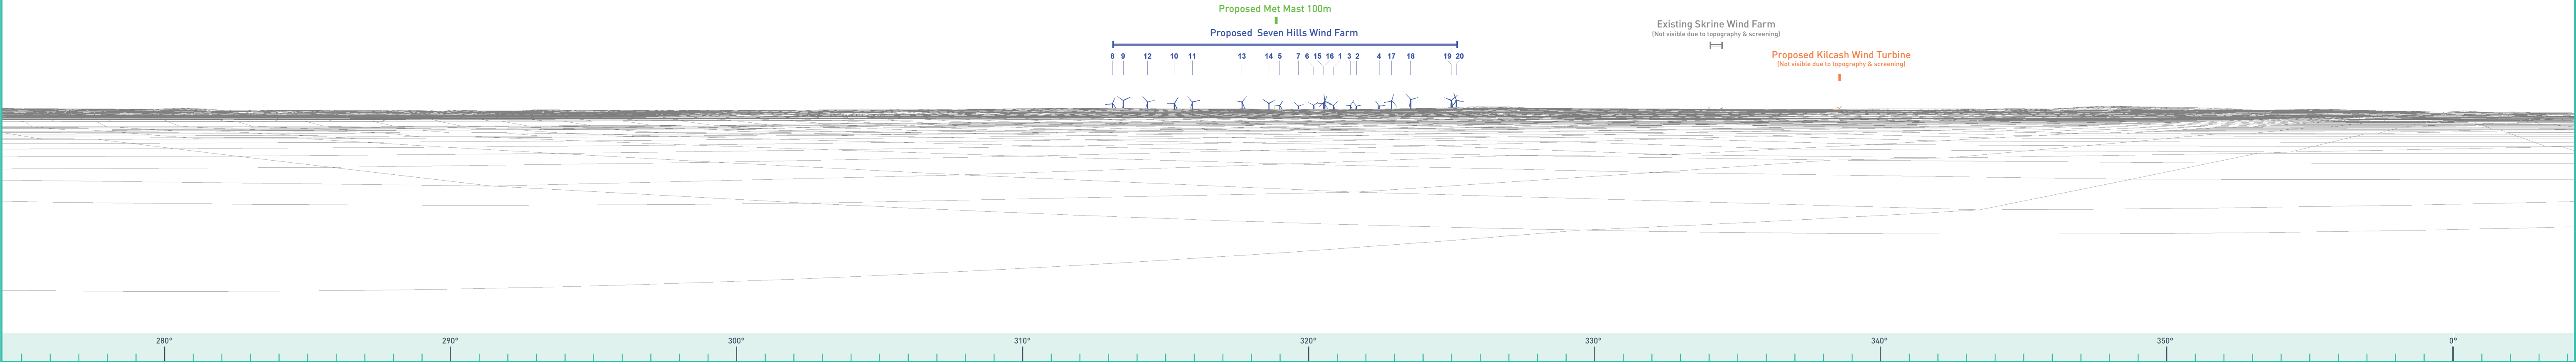 Proposed Met Mast 100m
Proposed Seven Hills Wind Farm
8 9 12 10 11 13 14 5 7 6 15 16 1 3 2 4 17 18 19 20
Existing Skrine Wind Farm
(Not visible due to topography & screening)
Proposed Kilcash Wind Turbine
(Not visible due to topography & screening)
280° 290° 300° 310° 320° 330° 340° 350° 0°